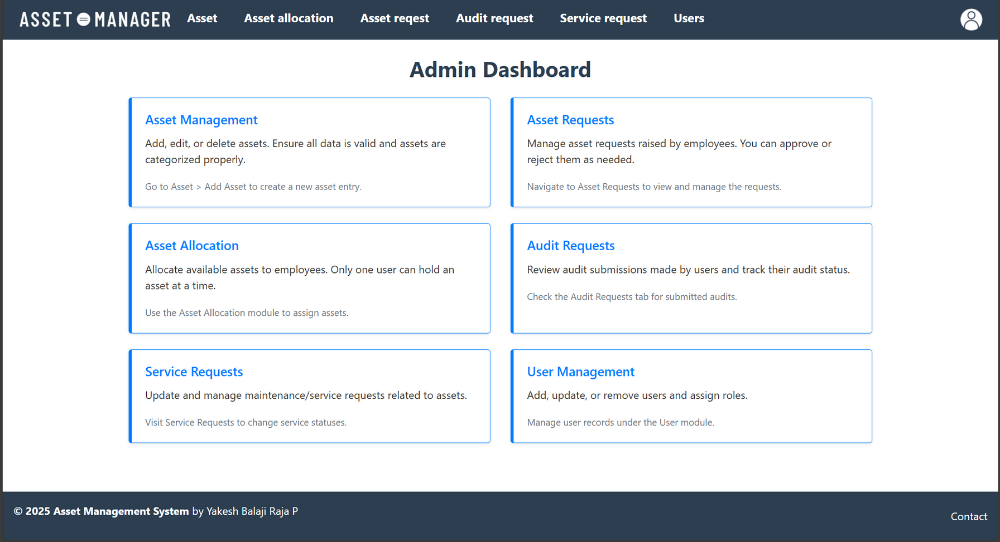 ASSET MANAGER Asset Asset allocation Asset reqest Audit request Service request Users
Admin Dashboard
Asset Management
Add, edit, or delete assets. Ensure all data is valid and assets are
categorized properly.
Go to Asset > Add Asset to create a new asset entry.
Asset Requests
Manage asset requests raised by employees. You can approve or
reject them as needed.
Navigate to Asset Requests to view and manage the requests.
Asset Allocation
Allocate available assets to employees. Only one user can hold an
asset at a time.
Use the Asset Allocation module to assign assets.
Audit Requests
Review audit submissions made by users and track their audit status.
Check the Audit Requests tab for submitted audits.
Service Requests
Update and manage maintenance/service requests related to assets.
Visit Service Requests to change service statuses.
User Management
Add, update, or remove users and assign roles.
Manage user records under the User module.
© 2025 Asset Management System by Yakesh Balaji Raja P
Contact